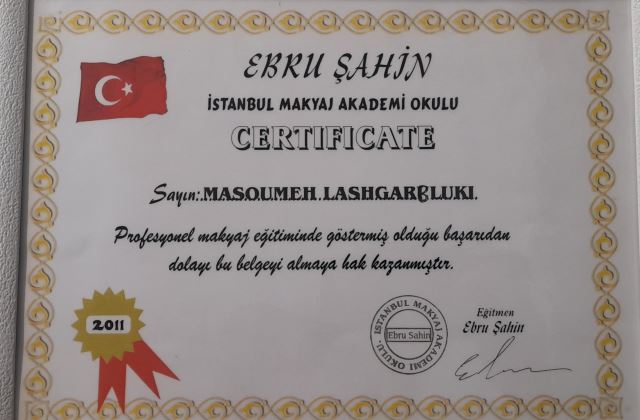 EBRU ŞAHİN
İSTANBUL MAKYAJ AKADEMI OKULU
CERTIFICATE
Sayın:.MASOUMEH.LASHGARBLUKI.
Profesyonel makyaj eğitiminde göstermiş olduğu başarıdan
dolayı bu belgeyi almaya hak kazanmıştır.
2011
İSTANBUL MAKYAJ AKADEMI OKULU
Ebru Şahin
Eğitmen
Ebru Şahin